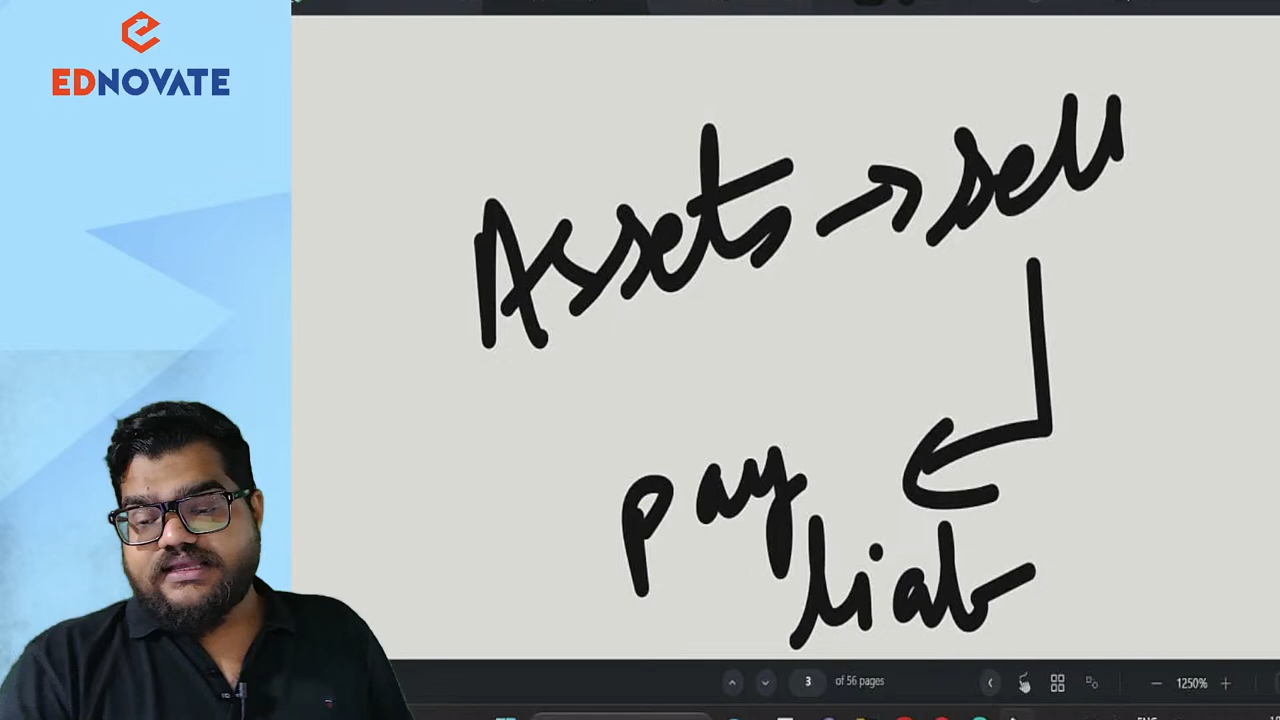 EDNOVATE
Assets → sell
pay
liab
3 of 56 pages
1250%